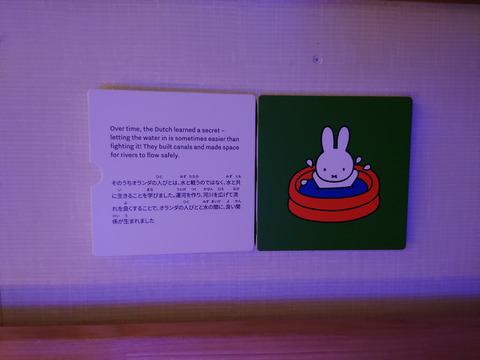 Over time, the Dutch learned a secret –
letting the water in is sometimes easier than
fighting it! They built canals and made space
for rivers to flow safely.
そのうちオランダの人びとは、水と戦うのではなく、水と共
に生きることを学びました。運河を作り、河川を広げて流
れを良くすることで、オランダの人びとと水の間に、良い関
係が生まれました